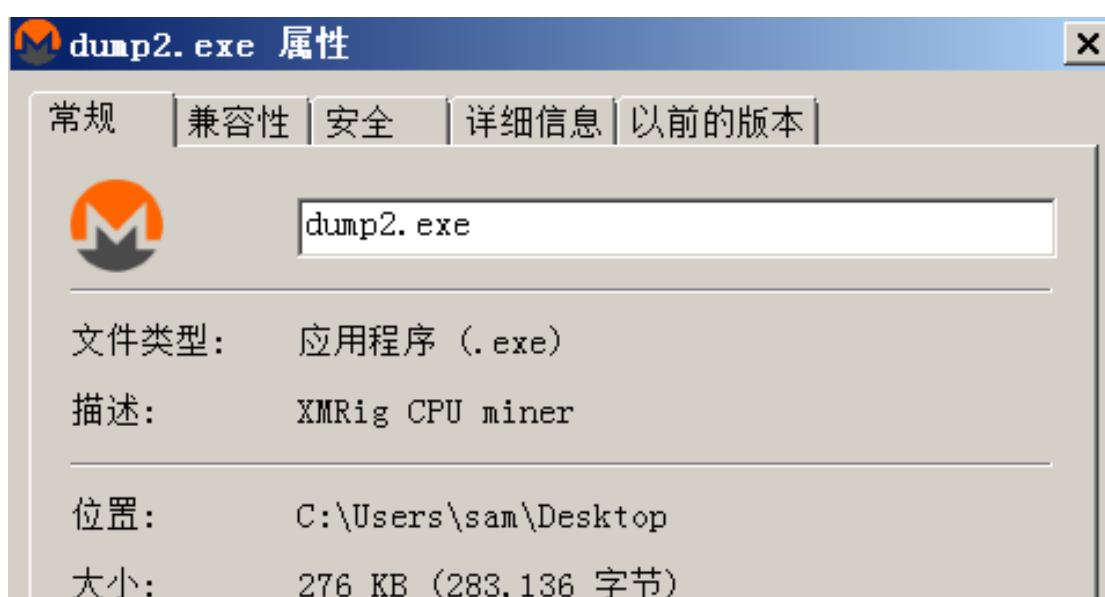 dump2.exe 属性
常规 兼容性 安全 详细信息 以前的版本
dump2.exe
文件类型: 应用程序 (.exe)
描述: XMRig CPU miner
位置: C:\Users\sam\Desktop
大小: 276 KB (283,136 字节)